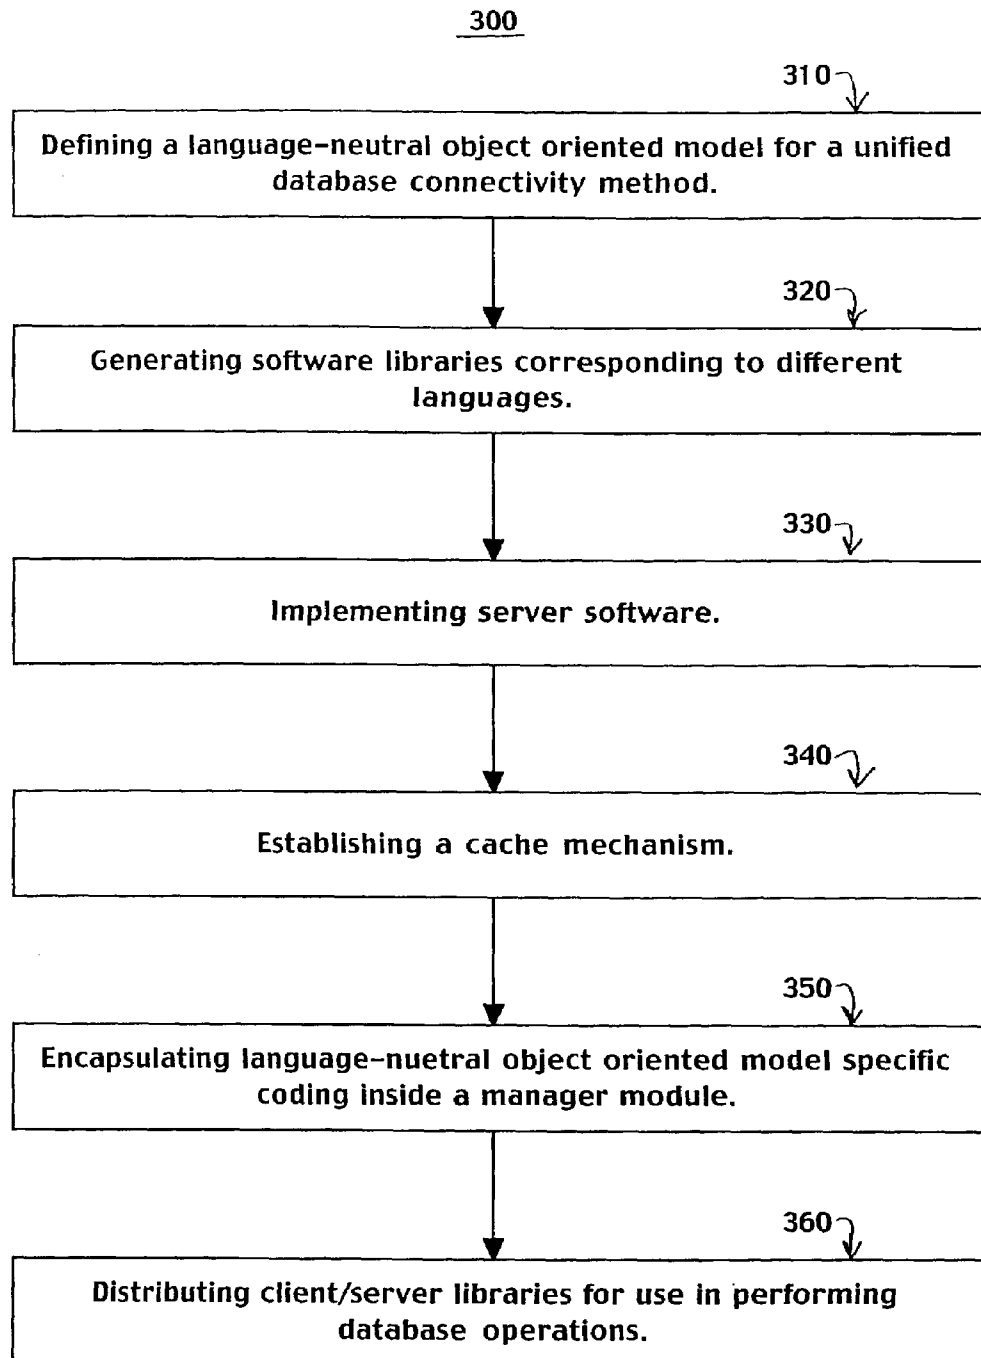 300
310
Defining a language-neutral object oriented model for a unified
database connectivity method.
320
Generating software libraries corresponding to different
languages.
330
Implementing server software.
340
Establishing a cache mechanism.
350
Encapsulating language-nuetral object oriented model specific
coding inside a manager module.
360
Distributing client/server libraries for use in performing
database operations.